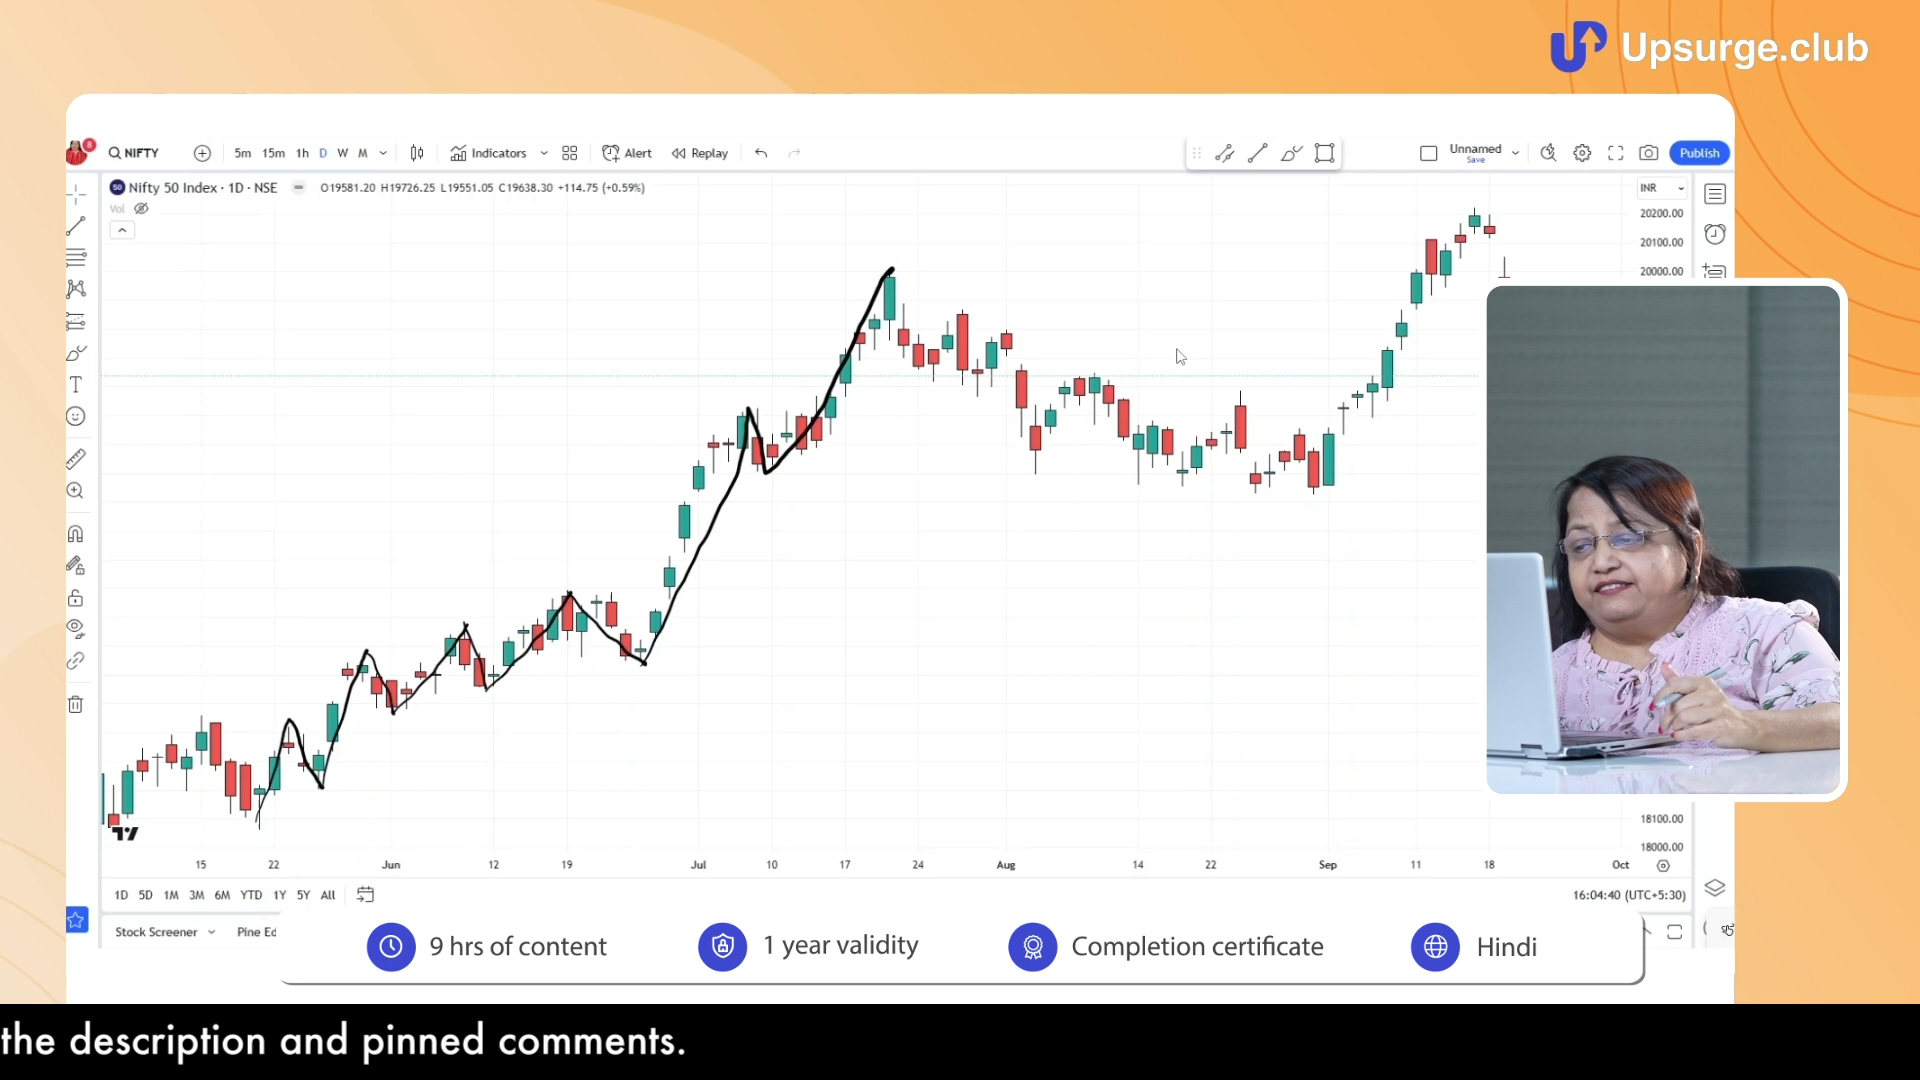 Upsurge.club
8
NIFTY
5m 15m 1h D W M
Indicators
Alert
Replay
Unnamed
Save
Publish
50 Nifty 50 Index · 1D · NSE O19581.20 H19726.25 L19551.05 C19638.30 +114.75 (+0.59%)
Vol
INR
20200.00
20100.00
20000.00
18100.00
18000.00
15 22 Jun 12 19 Jul 10 17 24 Aug 14 22 Sep 11 18 Oct
1D 5D 1M 3M 6M YTD 1Y 5Y All
16:04:40 (UTC+5:30)
Stock Screener Pine Ed
9 hrs of content
1 year validity
Completion certificate
Hindi
the description and pinned comments.